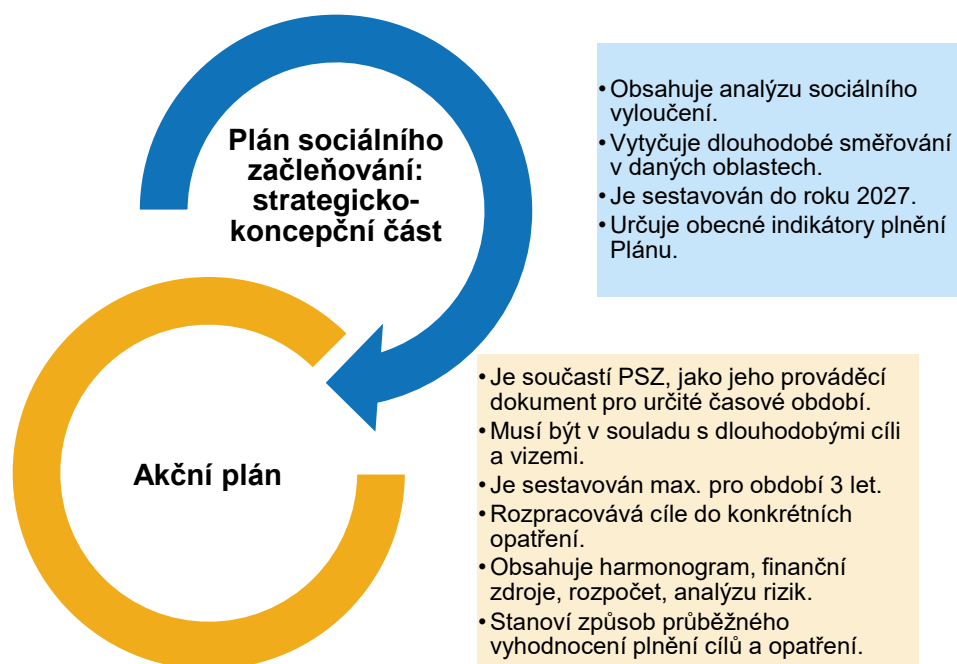 Plán sociálního
začleňování:
strategicko-
koncepční část
• Obsahuje analýzu sociálního
vyloučení.
• Vytyčuje dlouhodobé směřování
v daných oblastech.
• Je sestavován do roku 2027.
• Určuje obecné indikátory plnění
Plánu.
Akční plán
• Je součastí PSZ, jako jeho prováděcí
dokument pro určité časové období.
• Musí být v souladu s dlouhodobými cíli
a vizemi.
• Je sestavován max. pro období 3 let.
• Rozpracovává cíle do konkrétních
opatření.
• Obsahuje harmonogram, finanční
zdroje, rozpočet, analýzu rizik.
• Stanoví způsob průběžného
vyhodnocení plnění cílů a opatření.